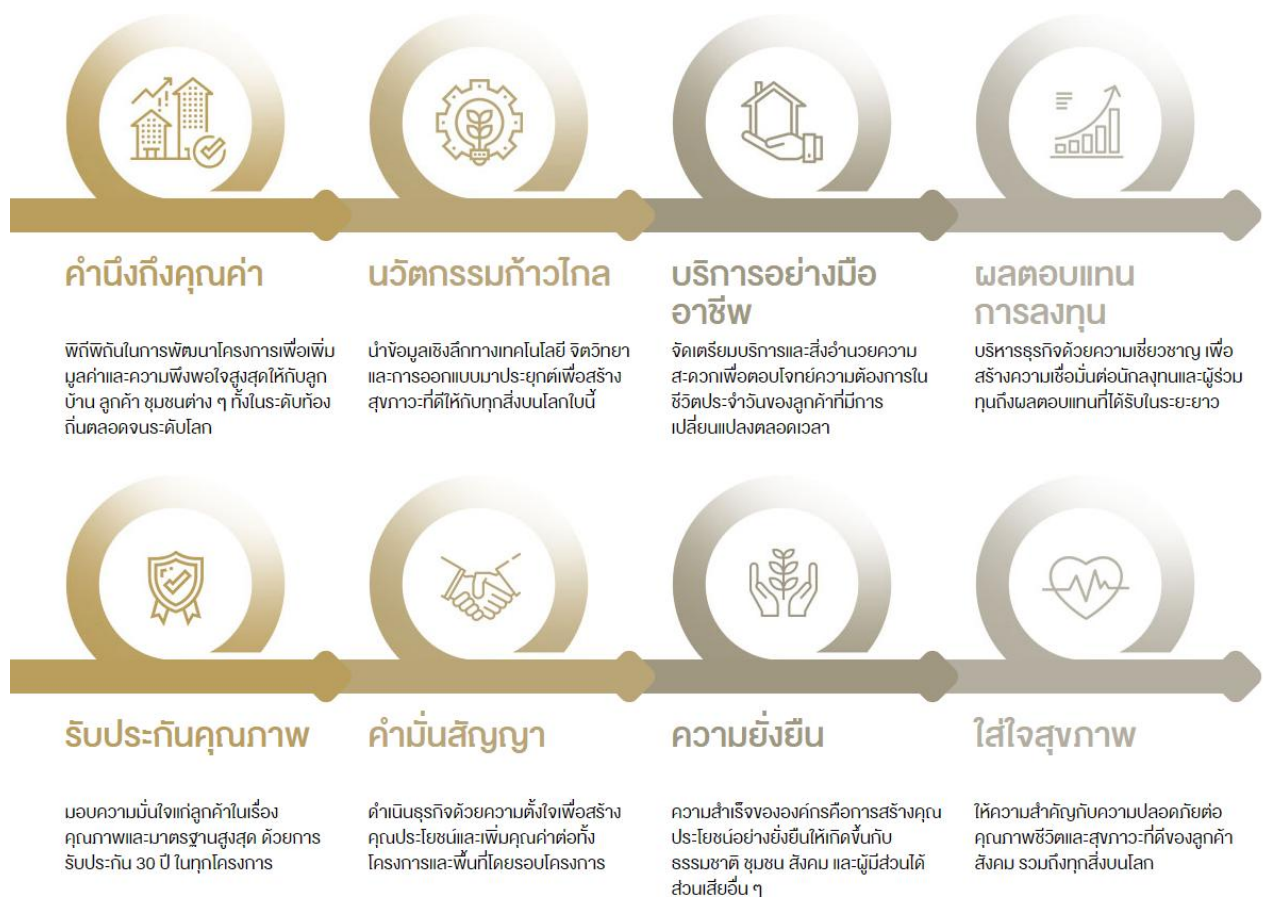 คำนึงถึงคุณค่า
พิถีพิถันในการพัฒนาโครงการเพื่อเพิ่ม
มูลค่าและความพึงพอใจสูงสุดให้กับลูก
บ้าน ลูกค้า ชุมชนต่าง ๆ ทั้งในระดับท้อง
ถิ่นตลอดจนระดับโลก
นวัตกรรมก้าวไกล
นำข้อมูลเชิงลึกทางเทคโนโลยี จิตวิทยา
และการออกแบบมาประยุกต์เพื่อสร้าง
สุขภาวะที่ดีให้กับทุกสิ่งบนโลกใบนี้
บริการอย่างมือ
อาชีพ
จัดเตรียมบริการและสิ่งอำนวยความ
สะดวกเพื่อตอบโจทย์ความต้องการใน
ชีวิตประจำวันของลูกค้าที่มีการ
เปลี่ยนแปลงตลอดเวลา
ผลตอบแทน
การลงทุน
บริหารธุรกิจด้วยความเชี่ยวชาญ เพื่อ
สร้างความเชื่อมั่นต่อนักลงทุนและผู้ร่วม
ทุนถึงผลตอบแทนที่ได้รับในระยะยาว
รับประกันคุณภาพ
มอบความมั่นใจแก่ลูกค้าในเรื่อง
คุณภาพและมาตรฐานสูงสุด ด้วยการ
รับประกัน 30 ปี ในทุกโครงการ
คำมั่นสัญญา
ดำเนินธุรกิจด้วยความตั้งใจเพื่อสร้าง
คุณประโยชน์และเพิ่มคุณค่าต่อทั้ง
โครงการและพื้นที่โดยรอบโครงการ
ความยั่งยืน
ความสำเร็จขององค์กรคือการสร้างคุณ
ประโยชน์อย่างยั่งยืนให้เกิดขึ้นกับ
ธรรมชาติ ชุมชน สังคม และผู้มีส่วนได้
ส่วนเสียอื่น ๆ
ใส่ใจสุขภาพ
ให้ความสำคัญกับความปลอดภัยต่อ
คุณภาพชีวิตและสุขภาวะที่ดีของลูกค้า
สังคม รวมถึงทุกสิ่งบนโลก